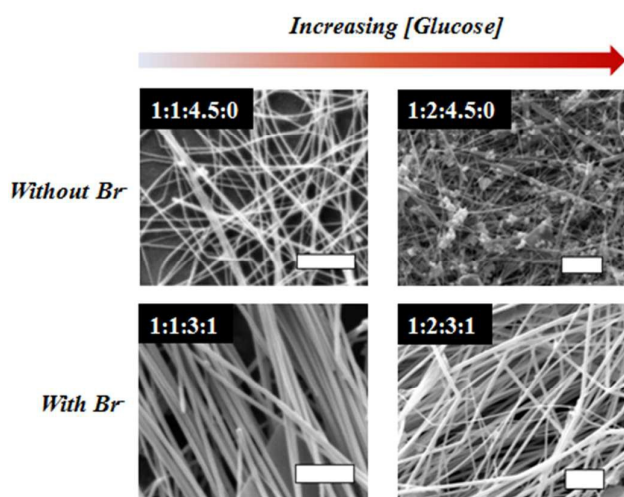 Increasing [Glucose]
1:1:4.5:0
1:2:4.5:0
Without Br-
1:1:3:1
1:2:3:1
With Br-